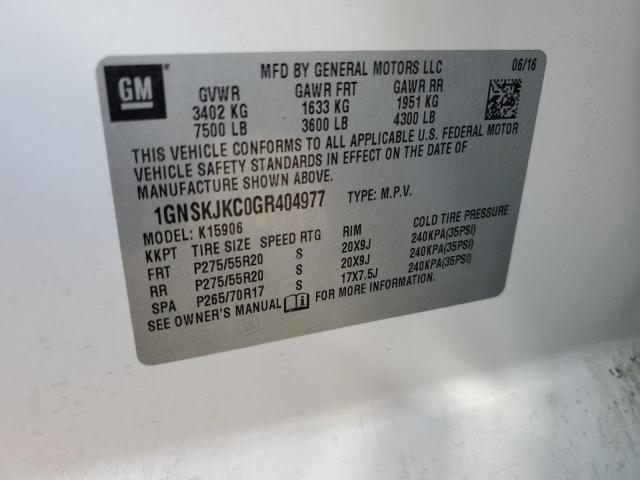 GM
MFD BY GENERAL MOTORS LLC 06/16
GVWR GAWR FRT GAWR RR
3402 KG 1633 KG 1951 KG
7500 LB 3600 LB 4300 LB
THIS VEHICLE CONFORMS TO ALL APPLICABLE U.S. FEDERAL MOTOR
VEHICLE SAFETY STANDARDS IN EFFECT ON THE DATE OF
MANUFACTURE SHOWN ABOVE.
1GNSKJKC0GR404977 TYPE: M.P.V.
MODEL: K15906
KKPT TIRE SIZE SPEED RTG RIM COLD TIRE PRESSURE
FRT P275/55R20 S 20X9J 240KPA(35PSI)
RR P275/55R20 S 20X9J 240KPA(35PSI)
SPA P265/70R17 S 17X7.5J 240KPA(35PSI)
SEE OWNER'S MANUAL FOR MORE INFORMATION.